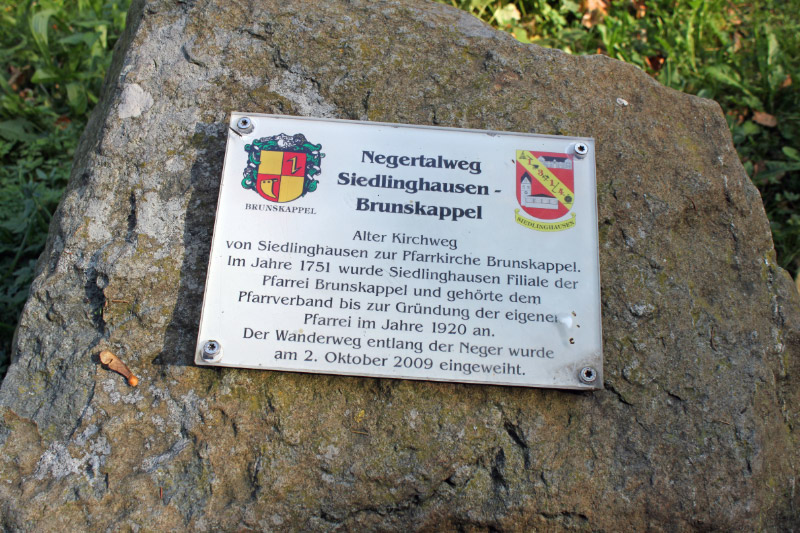 Negertalweg
Siedlinghausen -
Brunskappel
BRUNSKAPPEL
SIEDLINGHAUSEN
Alter Kirchweg
von Siedlinghausen zur Pfarrkirche Brunskappel.
Im Jahre 1751 wurde Siedlinghausen Filiale der
Pfarrei Brunskappel und gehörte dem
Pfarrverband bis zur Gründung der eigenen
Pfarrei im Jahre 1920 an.
Der Wanderweg entlang der Neger wurde
am 2. Oktober 2009 eingeweiht.